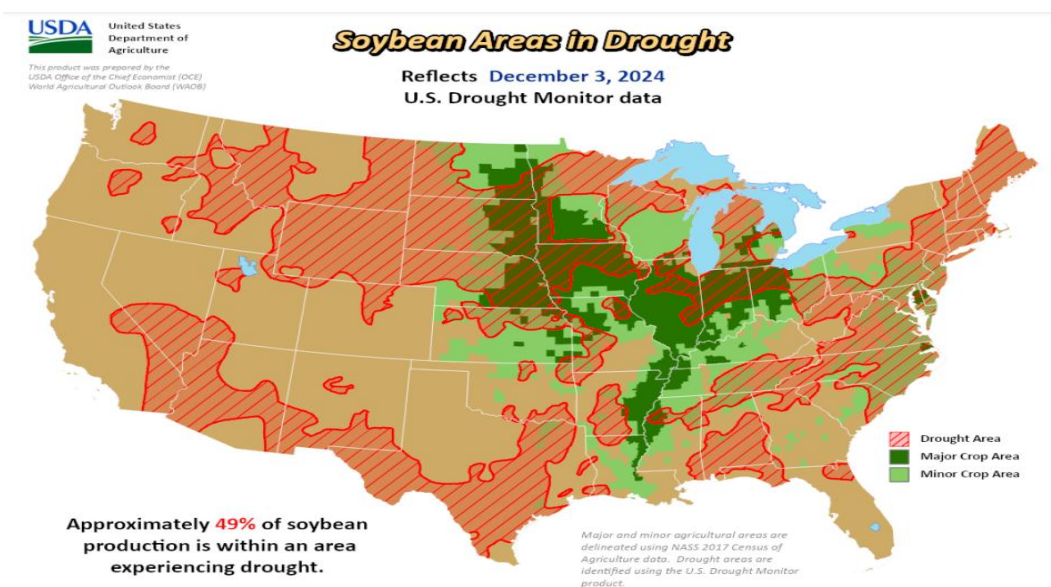 USDA
United States
Department of
Agriculture
This product was prepared by the
USDA Office of the Chief Economist (OCE)
World Agricultural Outlook Board (WAOB)
Soybean Areas in Drought
Reflects December 3, 2024
U.S. Drought Monitor data
Drought Area
Major Crop Area
Minor Crop Area
Approximately 49% of soybean
production is within an area
experiencing drought.
Major and minor agricultural areas are
delineated using NASS 2017 Census of
Agriculture data. Drought areas are
identified using the U.S. Drought Monitor
product.